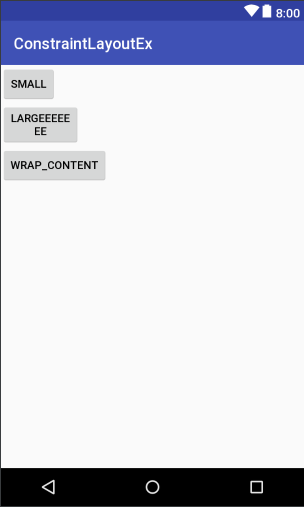 8:00
ConstraintLayoutEx
SMALL
LARGEEEEE
EE
WRAP_CONTENT